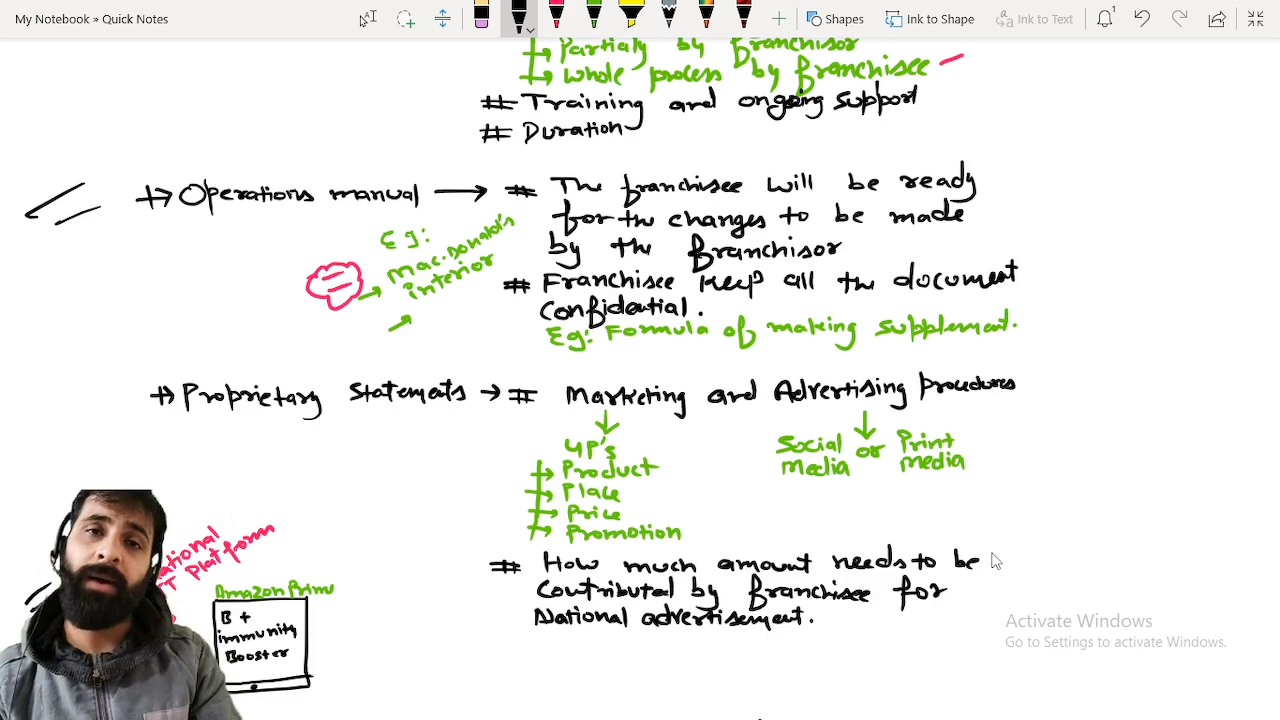 My Notebook » Quick Notes
Shapes
Ink to Shape
Ink to Text
Partialy by franchisor
Whole process by franchisee
# Training and ongoing support
# Duration
Operations manual → # The franchisee will be ready
for the changes to be made
by the franchisor
Eg:
Mac.Donald's
interior
# Franchisee keep all the document
confidential.
Eg: Formula of making supplement.
Proprietary Statements → # Marketing and Advertising procedures
4P's
Product
Place
Price
Promotion
Social or Print
media media
# How much amount needs to be
contributed by franchisee for
National advertisement.
Platform
Amazon Prime
B +
immunity
Booster
Activate Windows
Go to Settings to activate Windows.